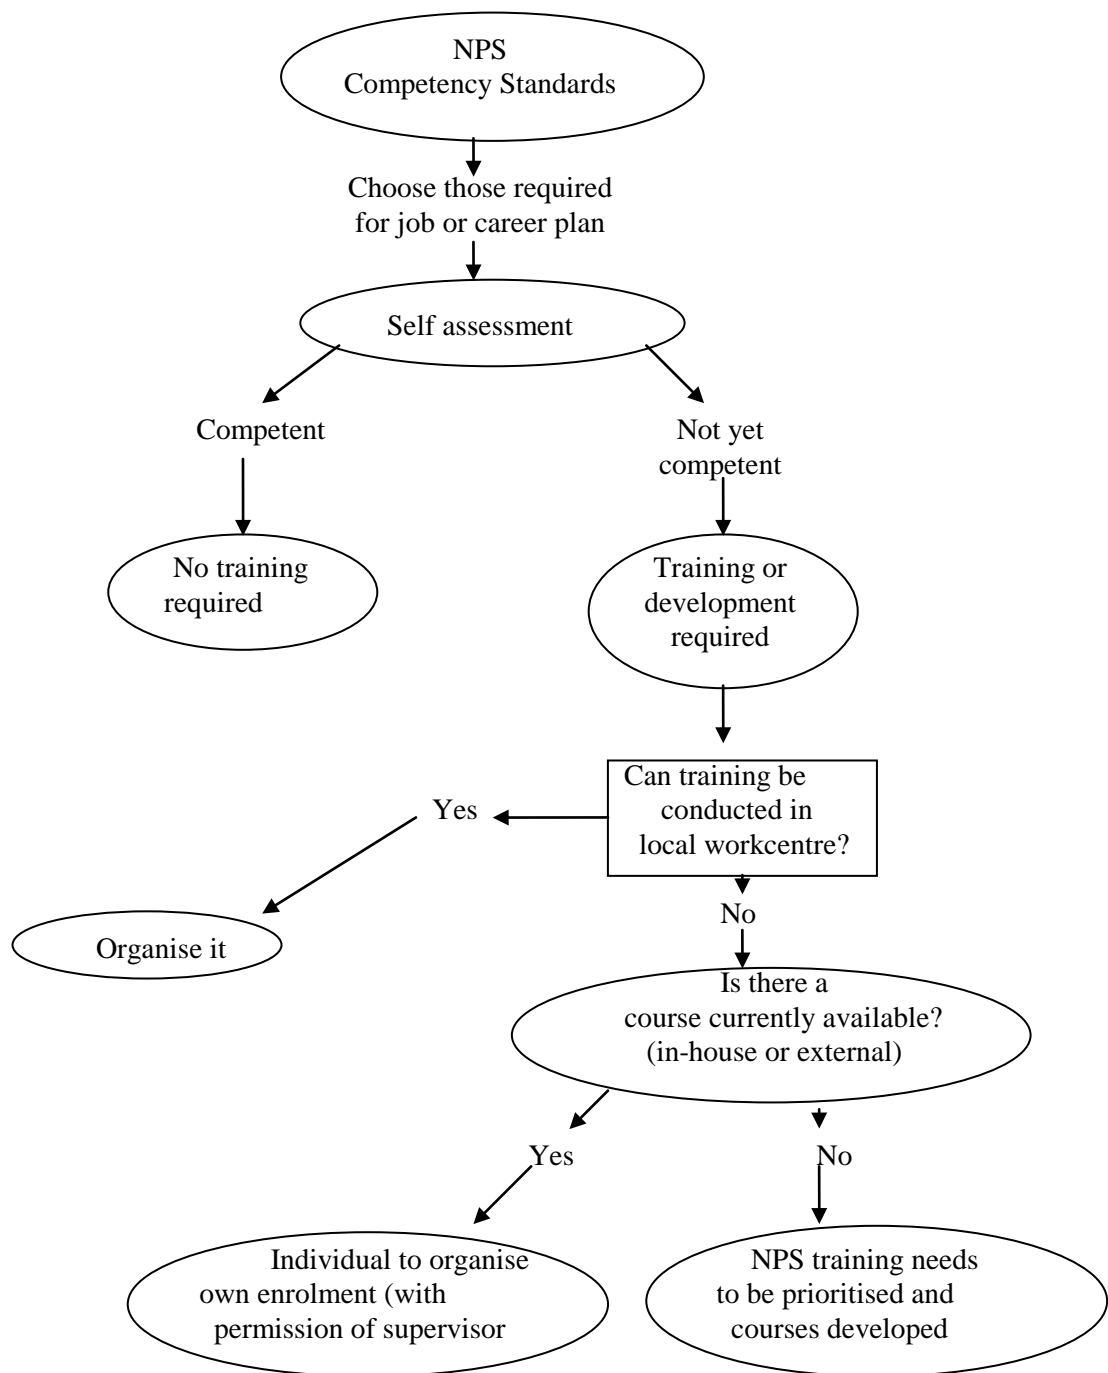 NPS
Competency Standards
Choose those required
for job or career plan
Self assessment
Competent
Not yet
competent
No training
required
Training or
development
required
Can training be
conducted in
local workcentre?
Yes
No
Organise it
Is there a
course currently available?
(in-house or external)
Yes
No
Individual to organise
own enrolment (with
permission of supervisor
NPS training needs
to be prioritised and
courses developed